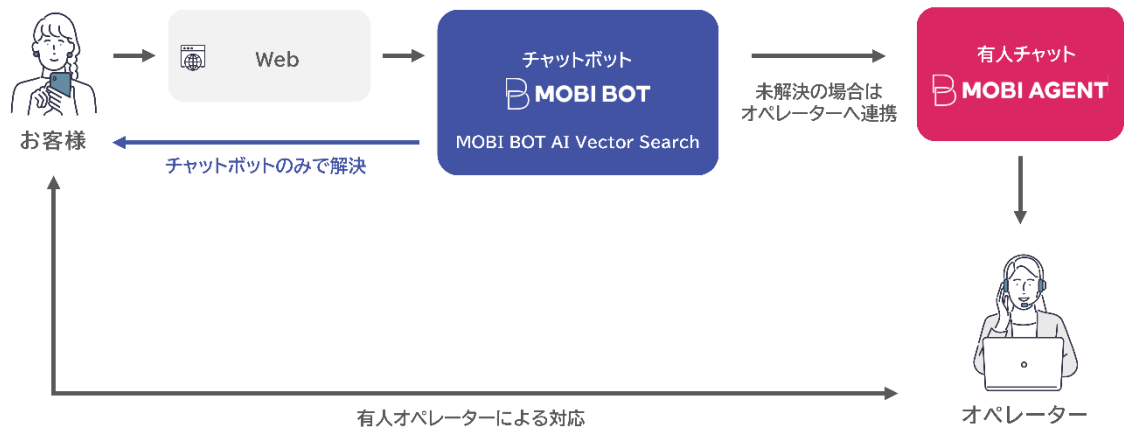 お客様
Web
チャットボット
MOBI BOT
MOBI BOT AI Vector Search
チャットボットのみで解決
未解決の場合は
オペレーターへ連携
有人チャット
MOBI AGENT
オペレーター
有人オペレーターによる対応